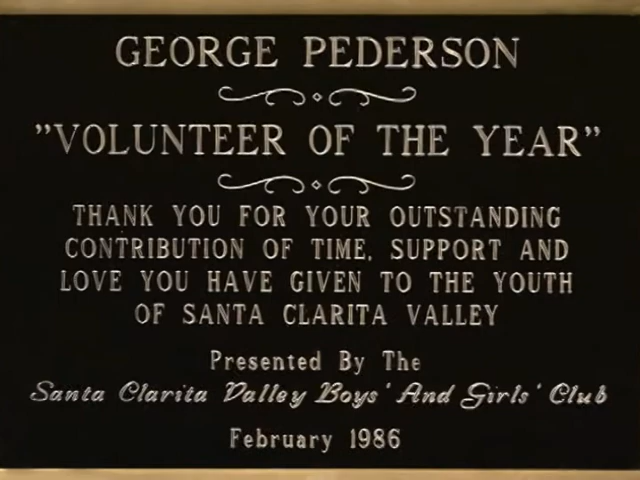 GEORGE PEDERSON
"VOLUNTEER OF THE YEAR"
THANK YOU FOR YOUR OUTSTANDING
CONTRIBUTION OF TIME, SUPPORT AND
LOVE YOU HAVE GIVEN TO THE YOUTH
OF SANTA CLARITA VALLEY
Presented By The
Santa Clarita Valley Boys' And Girls' Club
February 1986